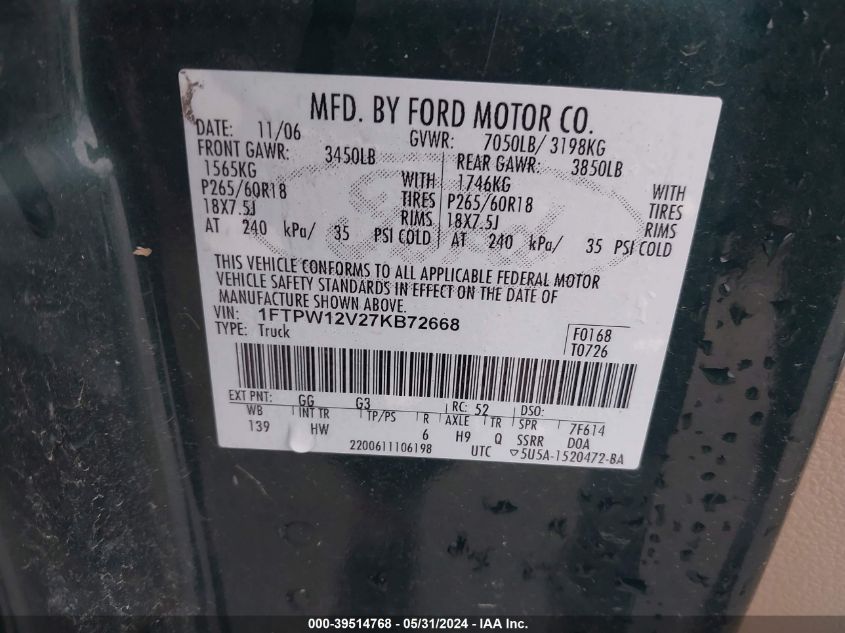 MFD. BY FORD MOTOR CO.
DATE: 11/06 GVWR: 7050LB/ 3198KG
FRONT GAWR: 3450LB REAR GAWR: 3850LB
1565KG WITH 1746KG WITH
P265/60R18 TIRES P265/60R18 TIRES
18X7.5J RIMS 18X7.5J RIMS
AT 240 kPa/ 35 PSI COLD AT 240 kPa/ 35 PSI COLD
THIS VEHICLE CONFORMS TO ALL APPLICABLE FEDERAL MOTOR
VEHICLE SAFETY STANDARDS IN EFFECT ON THE DATE OF
MANUFACTURE SHOWN ABOVE.
VIN: 1FTPW12V27KB72668
TYPE: Truck
F0168
T0726
EXT PNT: GG G3 RC: 52 DSO:
WB INT TR TP/PS R AXLE TR SPR 7F614
139 HW 6 H9 Q SSRR DOA
2200611106198 UTC ▽5U5A-1520472-BA
000-39514768 - 05/31/2024 - IAA Inc.